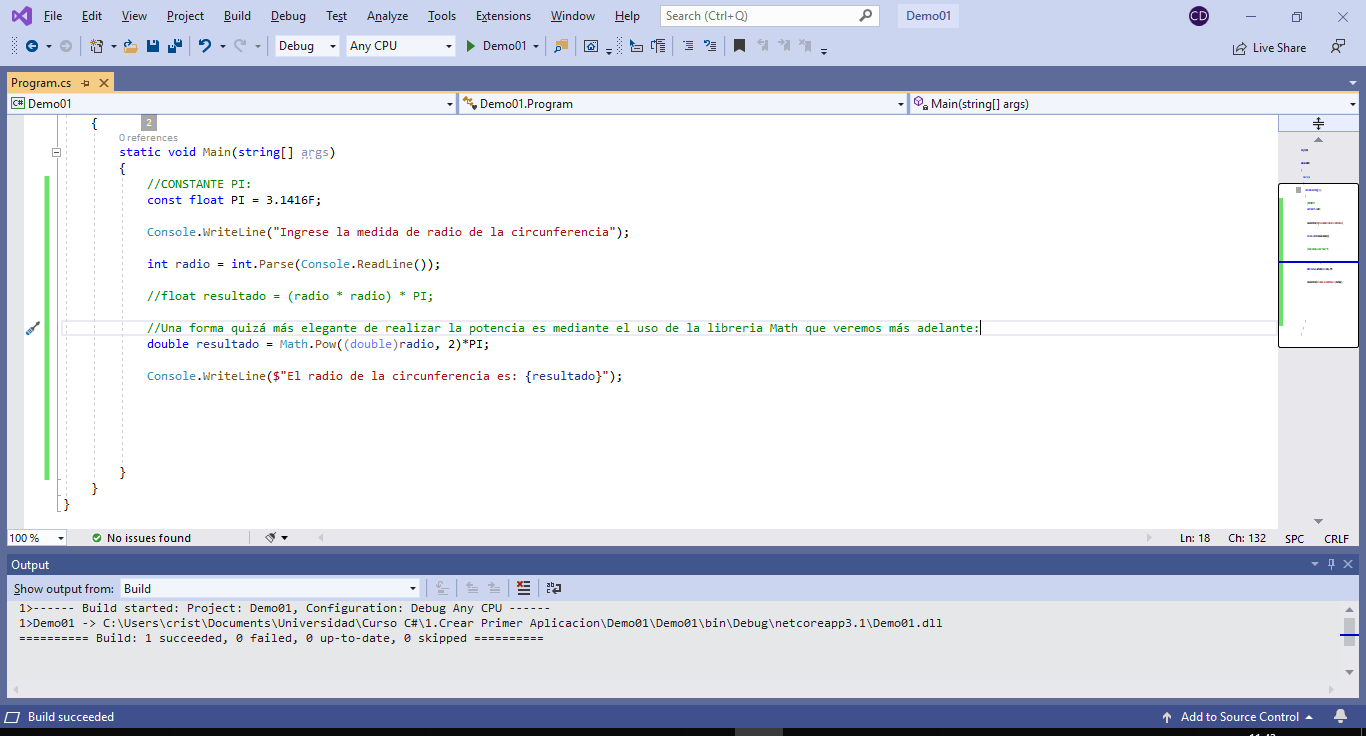 File Edit View Project Build Debug Test Analyze Tools Extensions Window Help Search (Ctrl+Q) Demo01 CD
Debug Any CPU Demo01 Live Share
Program.cs
C# Demo01 Demo01.Program Main(string[] args)
{ 2
0 references
static void Main(string[] args)
{
//CONSTANTE PI:
const float PI = 3.1416F;
Console.WriteLine("Ingrese la medida de radio de la circunferencia");
int radio = int.Parse(Console.ReadLine());
//float resultado = (radio * radio) * PI;
//Una forma quizá más elegante de realizar la potencia es mediante el uso de la libreria Math que veremos más adelante:
double resultado = Math.Pow((double)radio, 2)*PI;
Console.WriteLine($"El radio de la circunferencia es: {resultado}");
}
}
}
100 % No issues found Ln: 18 Ch: 132 SPC CRLF
Output
Show output from: Build
1>------ Build started: Project: Demo01, Configuration: Debug Any CPU ------
1>Demo01 -> C:\Users\crist\Documents\Universidad\Curso C#\1.Crear Primer Aplicacion\Demo01\Demo01\bin\Debug\netcoreapp3.1\Demo01.dll
========== Build: 1 succeeded, 0 failed, 0 up-to-date, 0 skipped ==========
Build succeeded Add to Source Control